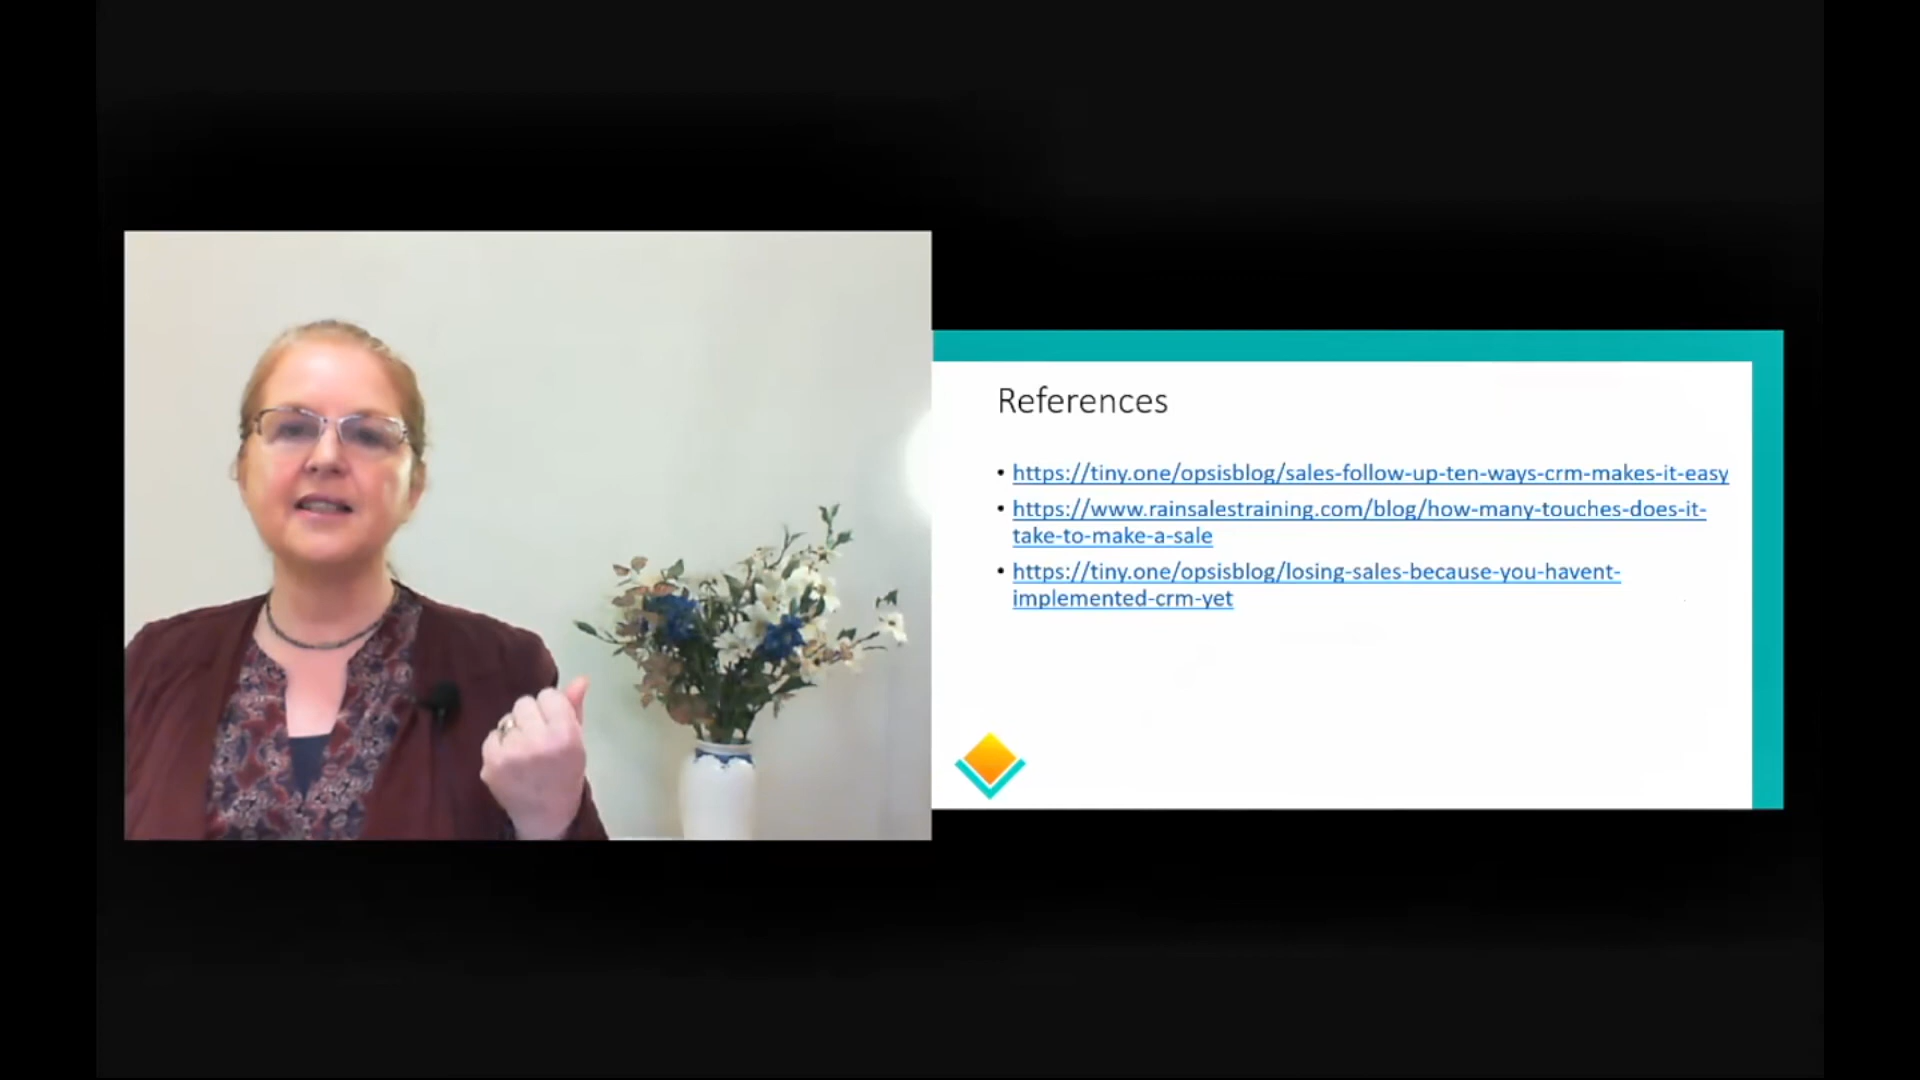 References
• https://tiny.one/opsisblog/sales-follow-up-ten-ways-crm-makes-it-easy
• https://www.rainsalestraining.com/blog/how-many-touches-does-it-
take-to-make-a-sale
• https://tiny.one/opsisblog/losing-sales-because-you-havent-
implemented-crm-yet